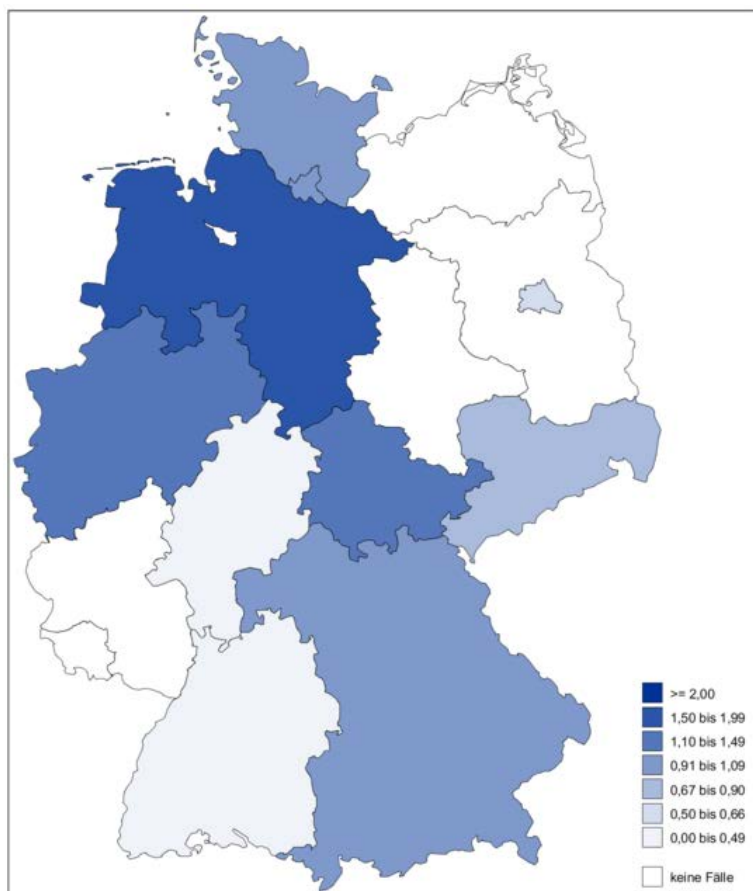 >= 2,00
1,50 bis 1,99
1,10 bis 1,49
0,91 bis 1,09
0,67 bis 0,90
0,50 bis 0,66
0,00 bis 0,49
keine Fälle